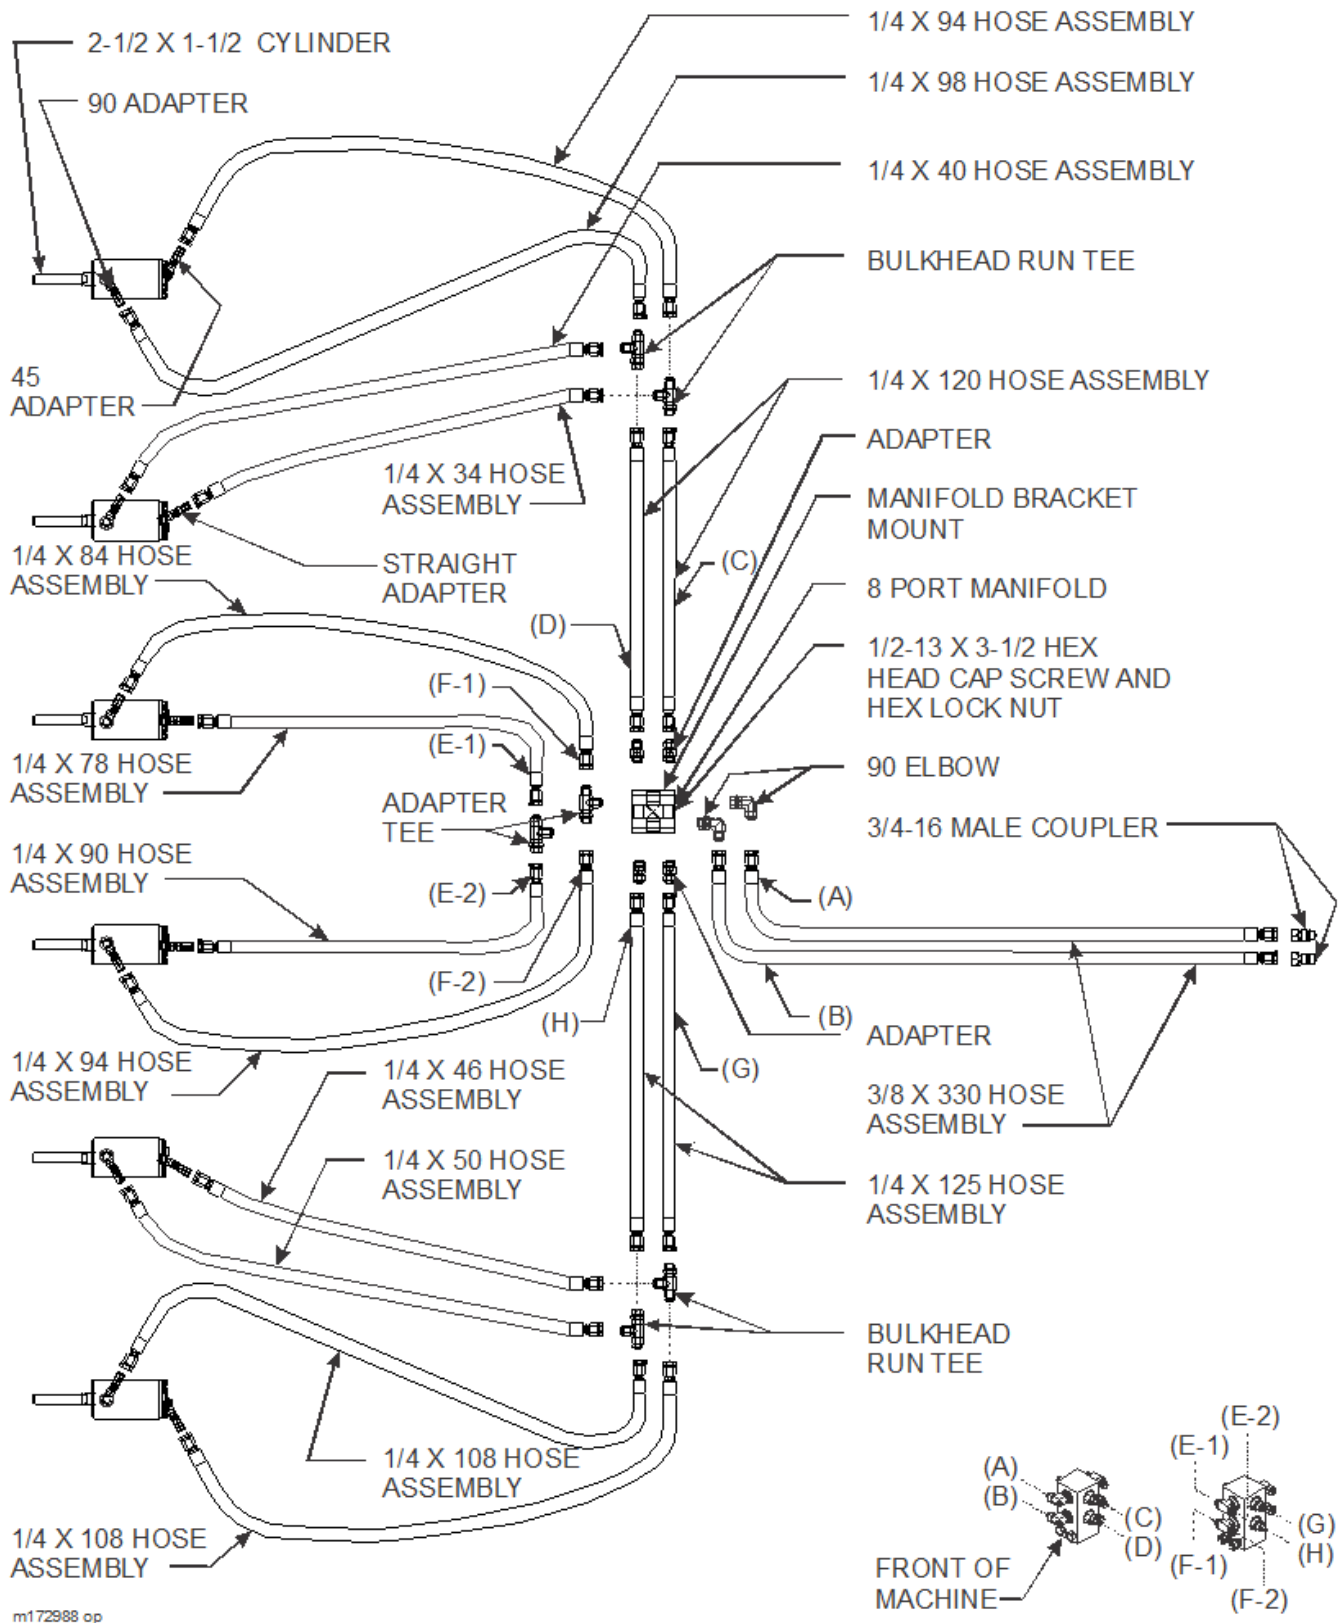 2-1/2 X 1-1/2 CYLINDER
90 ADAPTER
1/4 X 94 HOSE ASSEMBLY
1/4 X 98 HOSE ASSEMBLY
1/4 X 40 HOSE ASSEMBLY
BULKHEAD RUN TEE
45
ADAPTER
1/4 X 120 HOSE ASSEMBLY
ADAPTER
1/4 X 34 HOSE
ASSEMBLY
MANIFOLD BRACKET
MOUNT
1/4 X 84 HOSE
ASSEMBLY
STRAIGHT
ADAPTER
(C)
8 PORT MANIFOLD
(D)
1/2-13 X 3-1/2 HEX
HEAD CAP SCREW AND
HEX LOCK NUT
(F-1)
(E-1)
1/4 X 78 HOSE
ASSEMBLY
90 ELBOW
ADAPTER
TEE
3/4-16 MALE COUPLER
1/4 X 90 HOSE
ASSEMBLY
(E-2)
(A)
(F-2)
(H)
(B)
ADAPTER
1/4 X 94 HOSE
ASSEMBLY
1/4 X 46 HOSE
ASSEMBLY
(G)
3/8 X 330 HOSE
ASSEMBLY
1/4 X 50 HOSE
ASSEMBLY
1/4 X 125 HOSE
ASSEMBLY
BULKHEAD
RUN TEE
1/4 X 108 HOSE
ASSEMBLY
1/4 X 108 HOSE
ASSEMBLY
(A)
(B)
(C)
(D)
FRONT OF
MACHINE
(E-2)
(E-1)
(G)
(H)
(F-1)
(F-2)
m172988 op